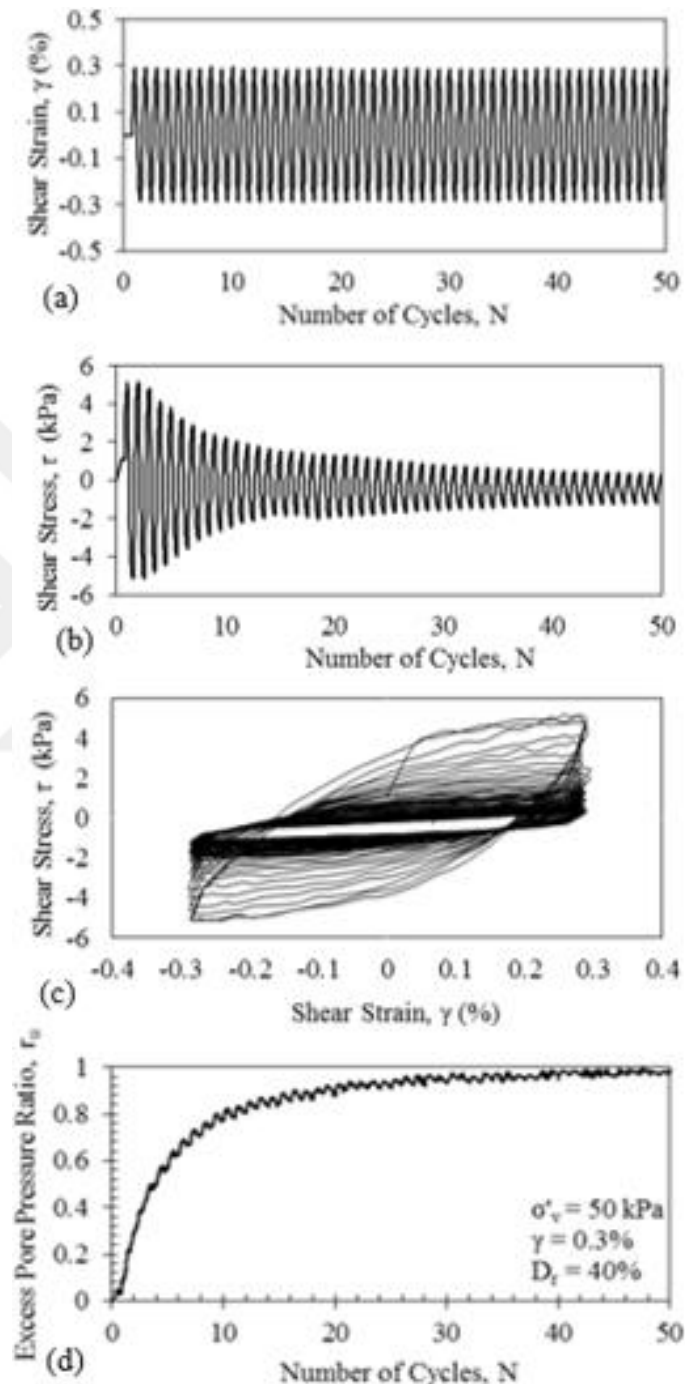 Shear Strain, γ (%)
0.5
0.3
0.1
-0.1
-0.3
-0.5
0 10 20 30 40 50
(a)
Number of Cycles, N
Shear Stress, τ (kPa)
6
4
2
0
-2
-4
-6
0 10 20 30 40 50
(b)
Number of Cycles, N
Shear Stress, τ (kPa)
6
4
2
0
-2
-4
-6
-0.4 -0.3 -0.2 -0.1 0 0.1 0.2 0.3 0.4
(c)
Shear Strain, γ (%)
Excess Pore Pressure Ratio, rᵤ
1
0.8
0.6
0.4
0.2
0
σ'ᵥ = 50 kPa
γ = 0.3%
Dᵣ = 40%
0 10 20 30 40 50
(d)
Number of Cycles, N